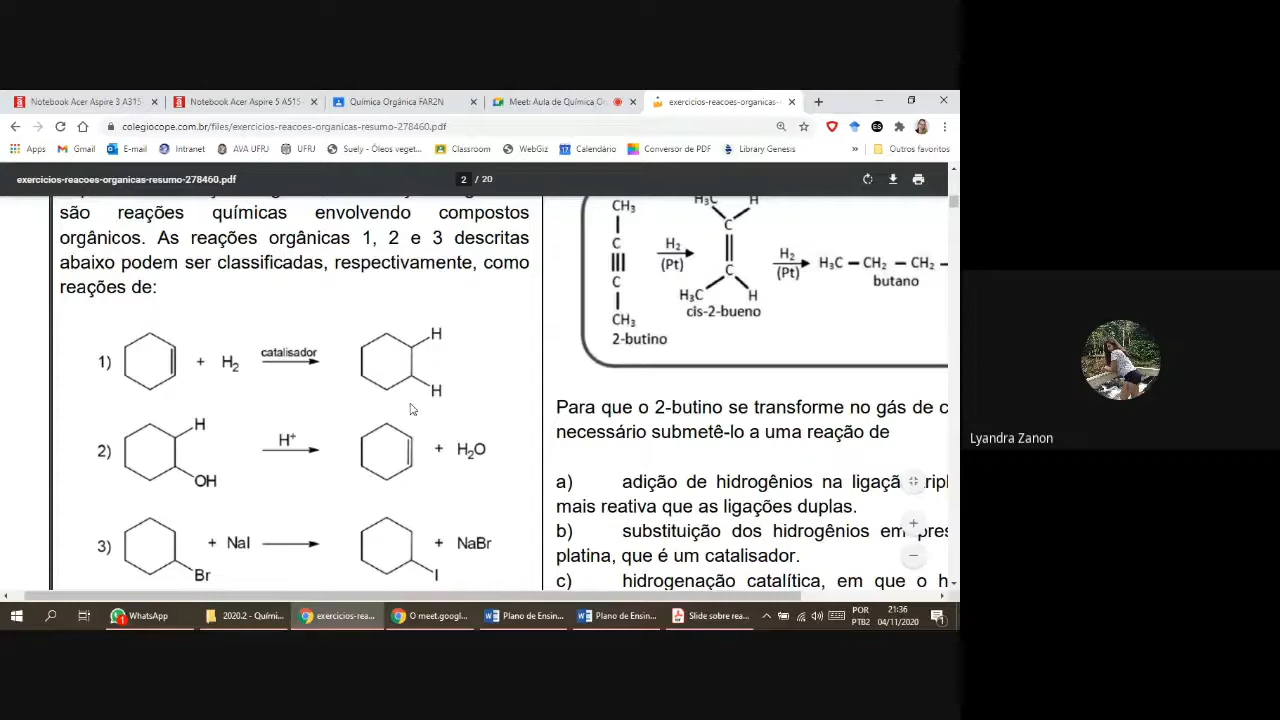 Notebook Acer Aspire 3 A315
Notebook Acer Aspire 5 A515
Química Orgânica FAR2N
Meet: Aula de Química O
exercicios-reacoes-organicas-
colegiocope.com.br/files/exercicios-reacoes-organicas-resumo-278460.pdf
Apps
Gmail
E-mail
Intranet
AVA UFRJ
UFRJ
Suely - Óleos veget...
Classroom
WebGiz
Calendário
Conversor de PDF
Library Genesis
»
Outros favoritos
exercicios-reacoes-organicas-resumo-278460.pdf
2 / 20
são reações químicas envolvendo compostos
orgânicos. As reações orgânicas 1, 2 e 3 descritas
abaixo podem ser classificadas, respectivamente, como
reações de:
1) + H2 catalisador H
H
2) H
OH
H+
+ H2O
3) Br + NaI I + NaBr
CH3
C
C
CH3
2-butino
H2
(Pt)
H3C H
C
C
H3C H
cis-2-bueno
H2
(Pt)
H3C – CH2 – CH2 –
butano
Para que o 2-butino se transforme no gás de c
necessário submetê-lo a uma reação de
a) adição de hidrogênios na ligação tripl
mais reativa que as ligações duplas.
b) substituição dos hidrogênios em pres
platina, que é um catalisador.
c) hidrogenação catalítica, em que o h
WhatsApp
1
2020.2 - Quími...
exercicios-rea...
O meet.googl...
Plano de Ensin...
Plano de Ensin...
Slide sobre rea...
POR
PTB2
21:36
04/11/2020
Lyandra Zanon